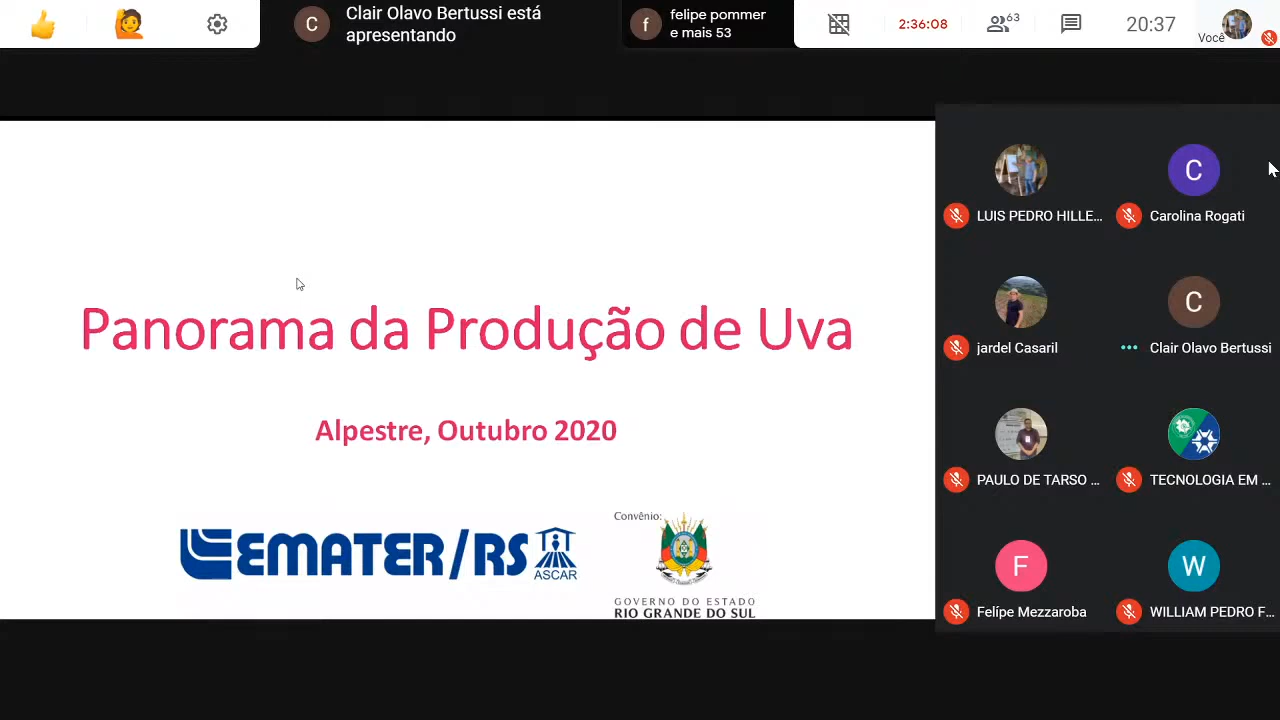 Clair Olavo Bertussi está
apresentando
C
f
felipe pommer
e mais 53
2:36:08
63
20:37
Você
Panorama da Produção de Uva
Alpestre, Outubro 2020
EMATER/RS
ASCAR
Convênio:
GOVERNO DO ESTADO
RIO GRANDE DO SUL
LUIS PEDRO HILLE...
C
Carolina Rogati
jardel Casaril
C
Clair Olavo Bertussi
PAULO DE TARSO ...
TECNOLOGIA EM ...
F
Felípe Mezzaroba
W
WILLIAM PEDRO F...